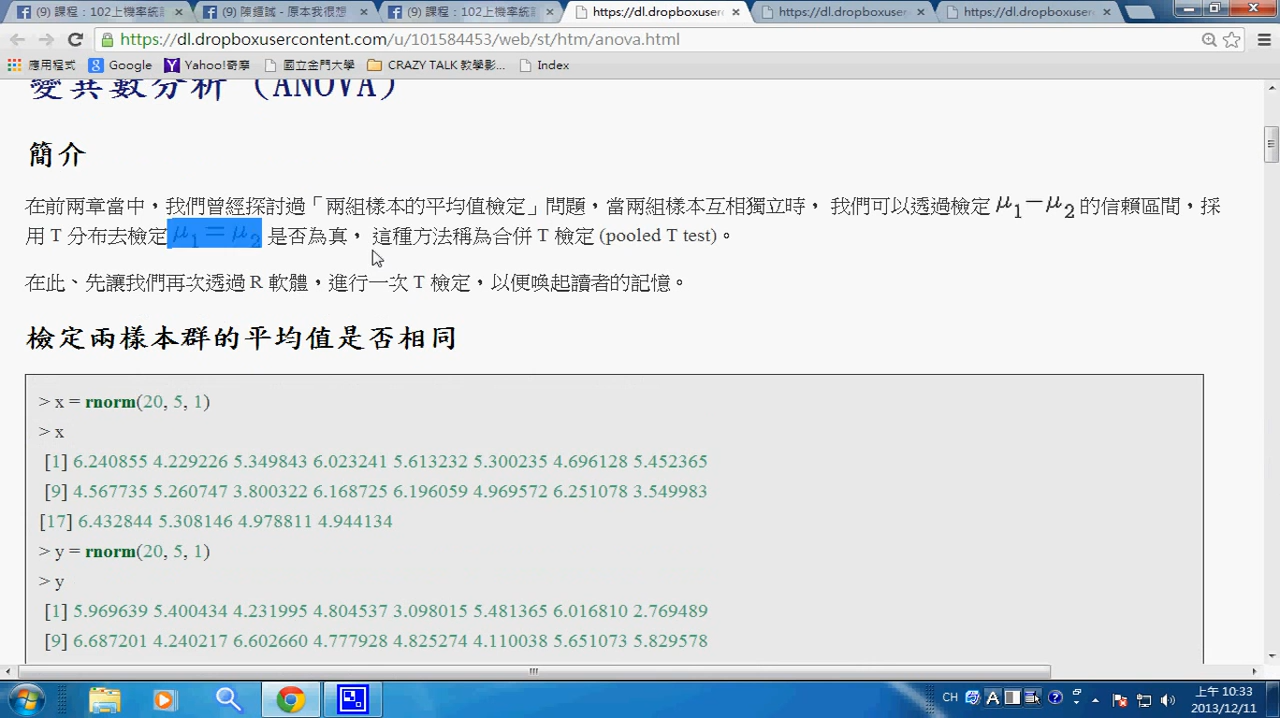 (9) 課程：102上機率統計
(9) 陳鍾誠 - 原本我很想
(9) 課程：102上機率統計
https://dl.dropboxuserco
https://dl.dropboxuserco
https://dl.dropboxuserco
https://dl.dropboxusercontent.com/u/101584453/web/st/htm/anova.html
應用程式 Google Yahoo!奇摩 國立金門大學 CRAZY TALK 教學影... Index
變異數分析 (ANOVA)
簡介
在前兩章當中，我們曾經探討過「兩組樣本的平均值檢定」問題，當兩組樣本互相獨立時， 我們可以透過檢定 μ₁−μ₂ 的信賴區間，採
用 T 分布去檢定 μ₁ = μ₂ 是否為真， 這種方法稱為合併 T 檢定 (pooled T test)。
在此、先讓我們再次透過 R 軟體，進行一次 T 檢定，以便喚起讀者的記憶。
檢定兩樣本群的平均值是否相同
> x = rnorm(20, 5, 1)
> x
[1] 6.240855 4.229226 5.349843 6.023241 5.613232 5.300235 4.696128 5.452365
[9] 4.567735 5.260747 3.800322 6.168725 6.196059 4.969572 6.251078 3.549983
[17] 6.432844 5.308146 4.978811 4.944134
> y = rnorm(20, 5, 1)
> y
[1] 5.969639 5.400434 4.231995 4.804537 3.098015 5.481365 6.016810 2.769489
[9] 6.687201 4.240217 6.602660 4.777928 4.825274 4.110038 5.651073 5.829578
CH
上午 10:33
2013/12/11